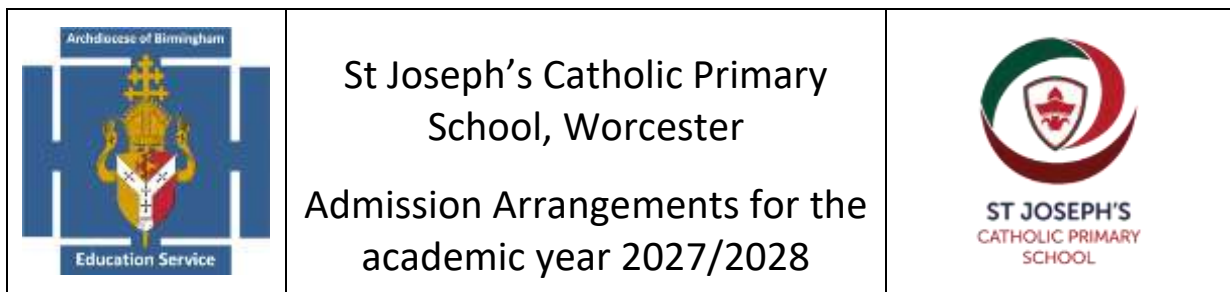 Archdiocese of Birmingham
Education Service
St Joseph's Catholic Primary
School, Worcester
Admission Arrangements for the
academic year 2027/2028
ST JOSEPH'S
CATHOLIC PRIMARY
SCHOOL